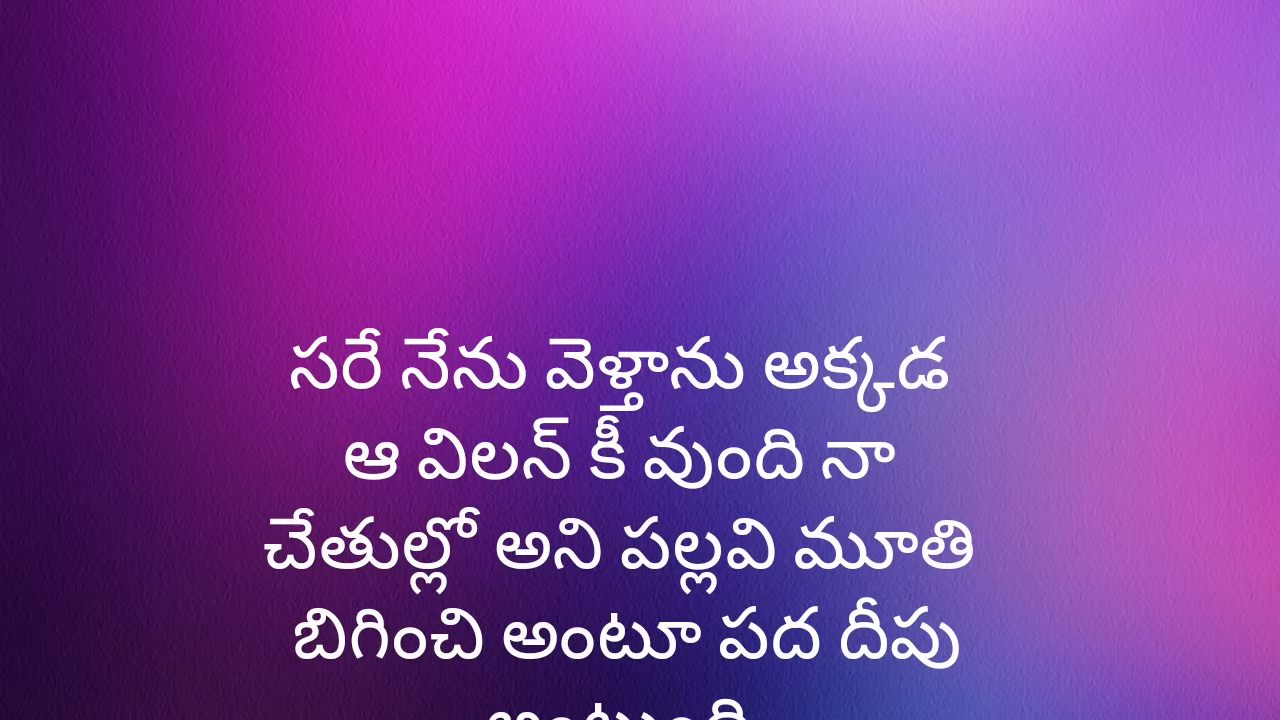 సరే నేను వెళ్తాను అక్కడ
ఆ విలన్ కీ వుంది నా
చేతుల్లో అని పల్లవి మూతి
బిగించి అంటూ పద దీపు